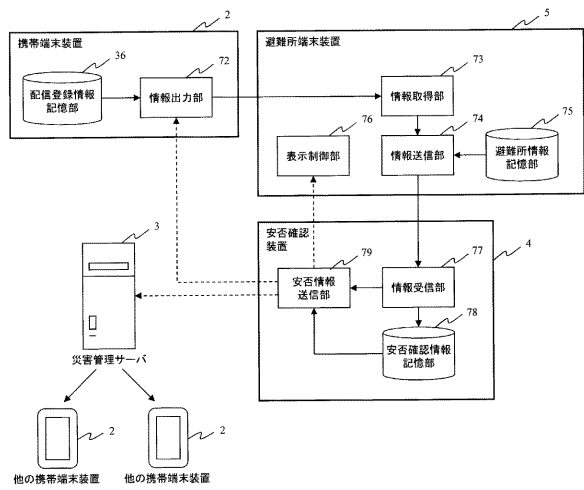 2
携帯端末装置
36
配信登録情報
記憶部
72
情報出力部
5
避難所端末装置
73
情報取得部
74
情報送信部
75
避難所情報
記憶部
76
表示制御部
安否確認
装置
4
79
安否情報
送信部
77
情報受信部
78
安否確認情報
記憶部
3
災害管理サーバ
2
他の携帯端末装置
2
他の携帯端末装置